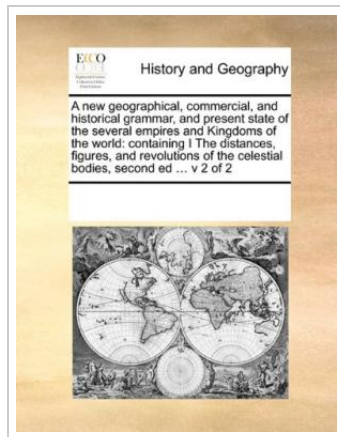 ECCO
History and Geography
A new geographical, commercial, and
historical grammar, and present state of
the several empires and Kingdoms of
the world: containing I The distances,
figures, and revolutions of the celestial
bodies, second ed ... v 2 of 2